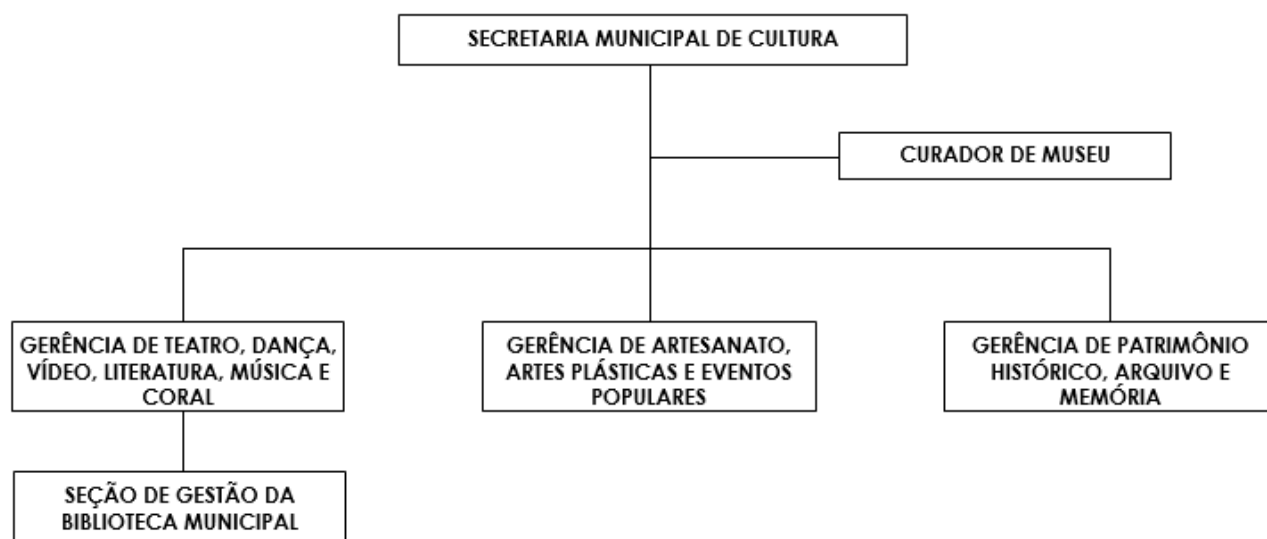 SECRETARIA MUNICIPAL DE CULTURA
CURADOR DE MUSEU
GERÊNCIA DE TEATRO, DANÇA,
VÍDEO, LITERATURA, MÚSICA E
CORAL
GERÊNCIA DE ARTESANATO,
ARTES PLÁSTICAS E EVENTOS
POPULARES
GERÊNCIA DE PATRIMÔNIO
HISTÓRICO, ARQUIVO E
MEMÓRIA
SEÇÃO DE GESTÃO DA
BIBLIOTECA MUNICIPAL